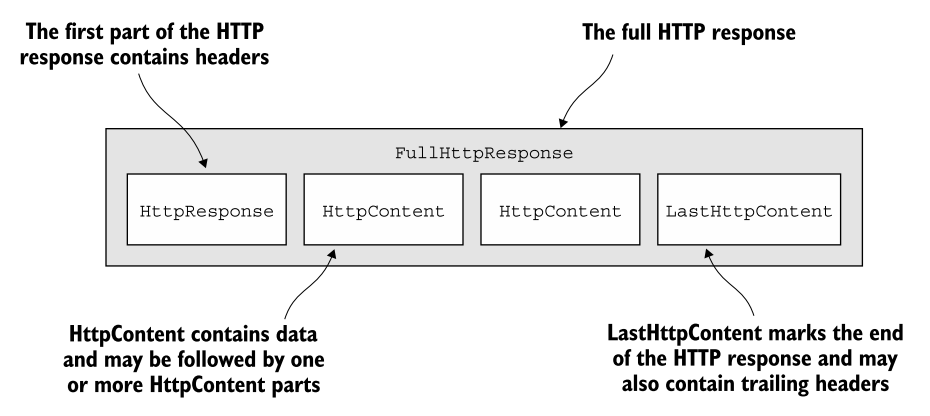 The first part of the HTTP
response contains headers
The full HTTP response
FullHttpResponse
HttpResponse
HttpContent
HttpContent
LastHttpContent
HttpContent contains data
and may be followed by one
or more HttpContent parts
LastHttpContent marks the end
of the HTTP response and may
also contain trailing headers